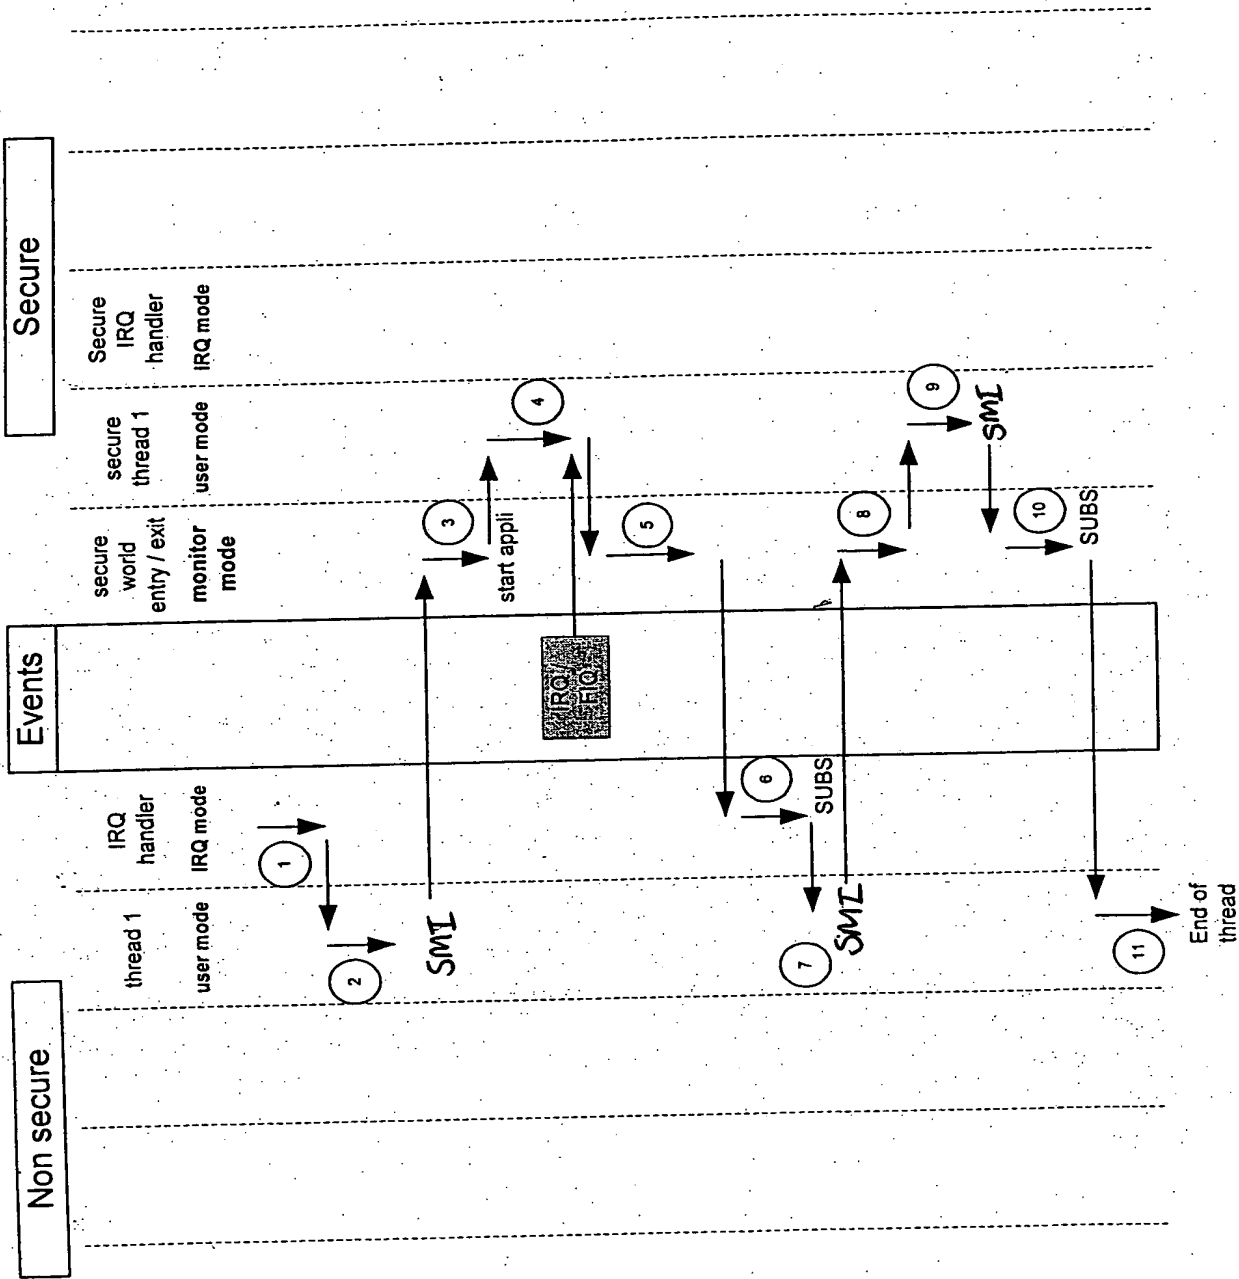 Non secure
Events
Secure
thread 1
user mode
IRQ
handler
IRQ mode
secure
world
entry / exit
monitor
mode
secure
thread 1
user mode
Secure
IRQ
handler
IRQ mode
1
2
SMI
3
start appli
4
IRQ /
FIQ
5
6
SUBS
7
SMI
8
9
SMI
10
SUBS
11
End of
thread